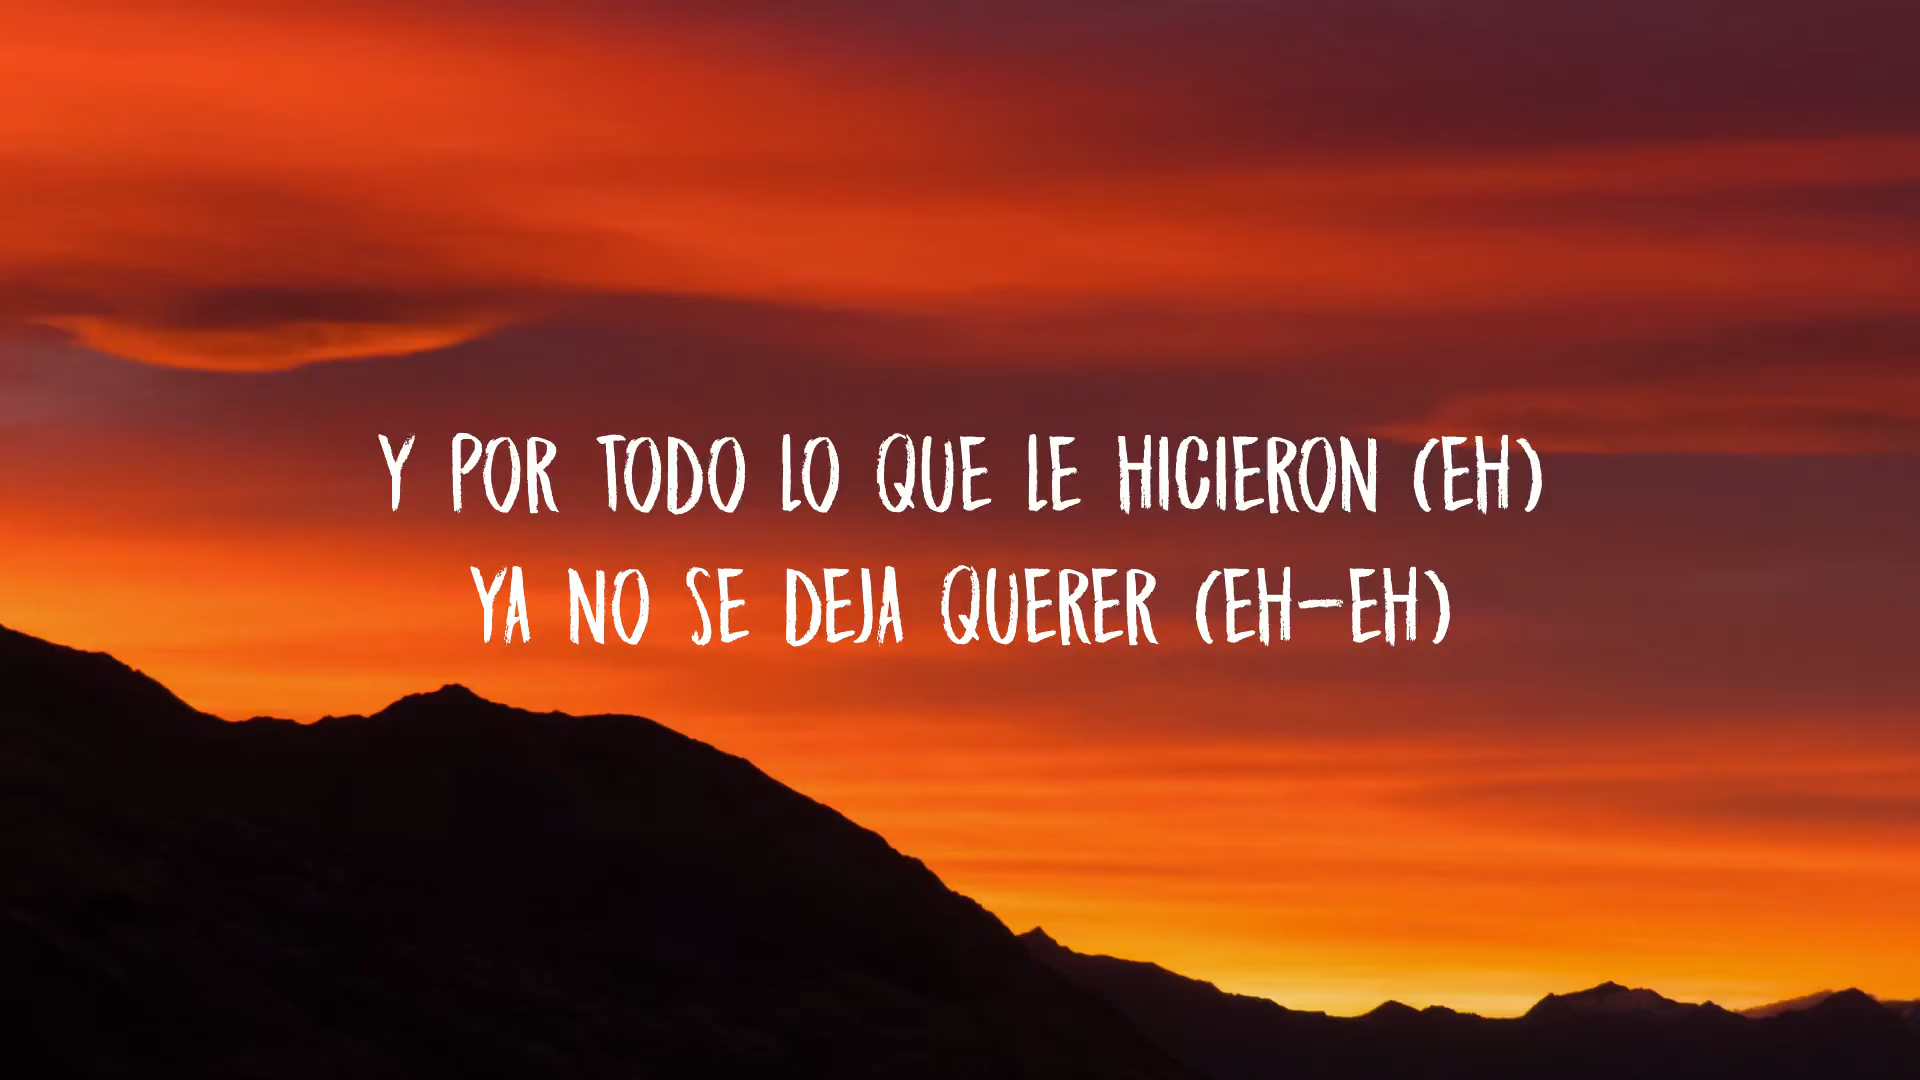 Y POR TODO LO QUE LE HICIERON (EH)
YA NO SE DEJA QUERER (EH-EH)